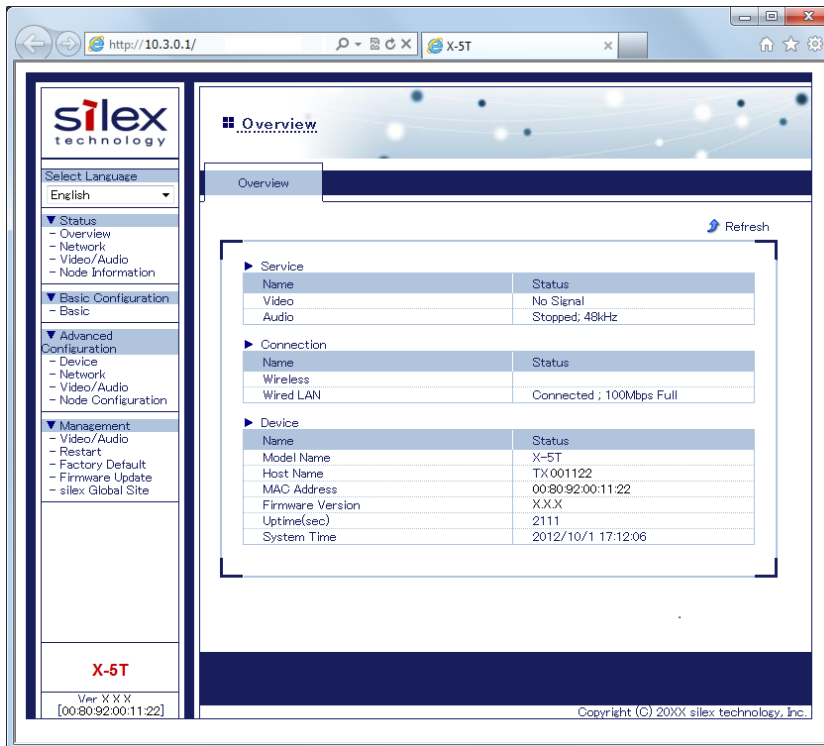 http://10.3.0.1/
X-5T
silex
technology
Overview
Select Language
English
Overview
▼ Status
- Overview
- Network
- Video/Audio
- Node Information
▼ Basic Configuration
- Basic
▼ Advanced
Configuration
- Device
- Network
- Video/Audio
- Node Configuration
▼ Management
- Video/Audio
- Restart
- Factory Default
- Firmware Update
- silex Global Site
X-5T
Ver X.X.X
[00:80:92:00:11:22]
Refresh
► Service
Name Status
Video No Signal
Audio Stopped; 48kHz
► Connection
Name Status
Wireless
Wired LAN Connected ; 100Mbps Full
► Device
Name Status
Model Name X-5T
Host Name TX001122
MAC Address 00:80:92:00:11:22
Firmware Version X.X.X
Uptime(sec) 2111
System Time 2012/10/1 17:12:06
Copyright (C) 20XX silex technology, Inc.